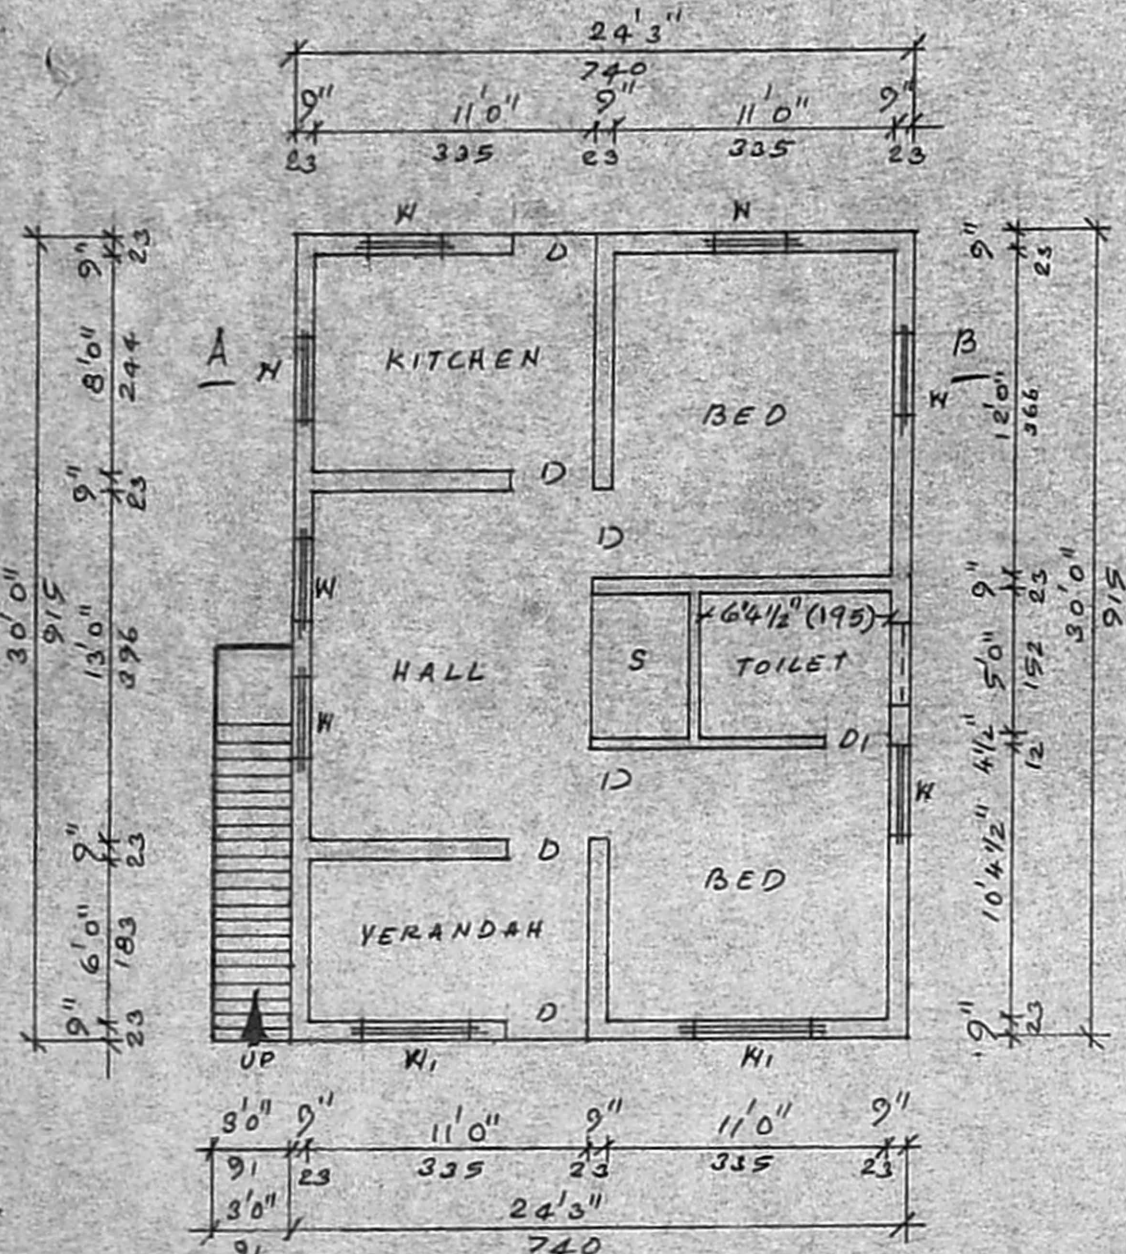 24'3"
740
9" 11'0" 9" 11'0" 9"
23 335 23 335 23
W W
D
9" 23
8'0" 244
9" 23
13'0" 396
9" 23
6'0" 183
9" 23
30'0" 915
A W
KITCHEN
BED
B
W
D
D
W
HALL
W
S
6'4½" (195)
TOILET
D1
D
W
D
BED
VERANDAH
D
UP
W1
W1
9" 23
12'0" 366
9" 23
5'0" 152
4½" 12
10'4½"
9" 23
30'0" 915
3'0" 9" 11'0" 9" 11'0" 9"
91 23 335 23 335 23
3'0" 24'3"
91 740